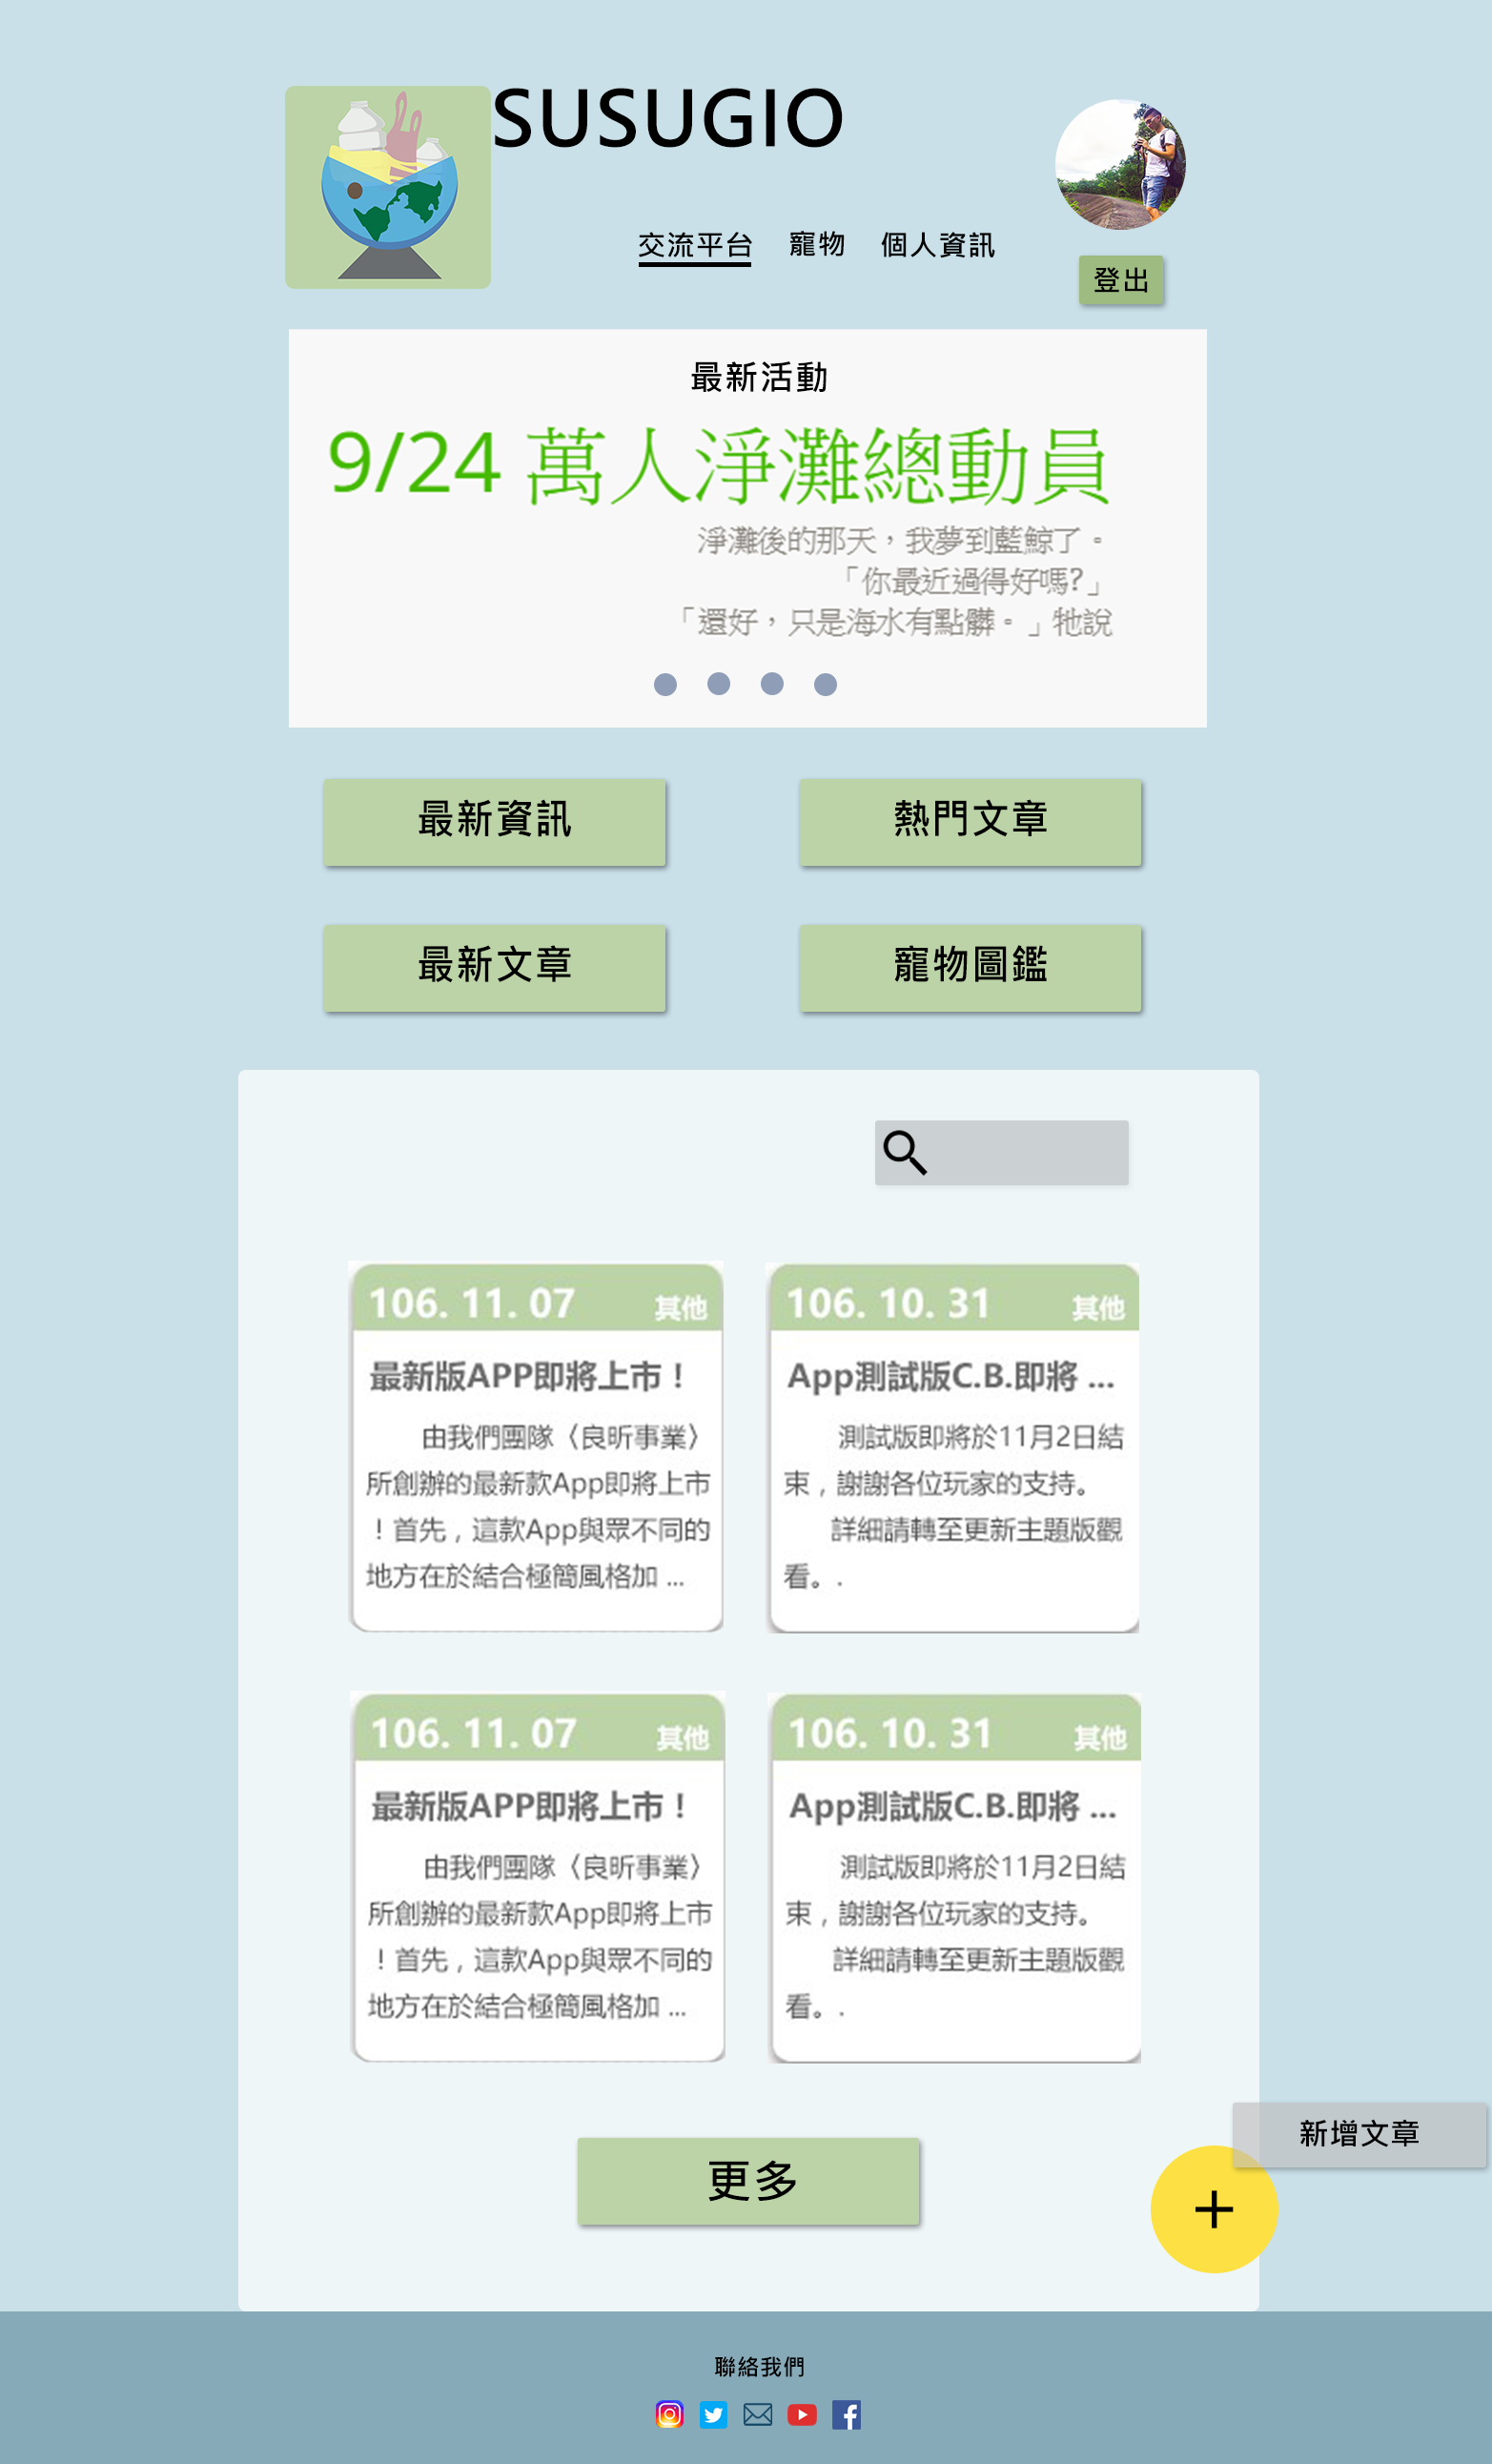 SUSUGIO
交流平台 寵物 個人資訊
登出
最新活動
9/24 萬人淨灘總動員
淨灘後的那天，我夢到藍鯨了。
「你最近過得好嗎?」
「還好，只是海水有點髒。」牠說
最新資訊
熱門文章
最新文章
寵物圖鑑
106. 11. 07 其他
最新版APP即將上市！
由我們團隊〈良昕事業〉
所創辦的最新款App即將上市
！首先，這款App與眾不同的
地方在於結合極簡風格加 ...
106. 10. 31 其他
App測試版C.B.即將 ...
測試版即將於11月2日結
束，謝謝各位玩家的支持。
詳細請轉至更新主題版觀
看。.
106. 11. 07 其他
最新版APP即將上市！
由我們團隊〈良昕事業〉
所創辦的最新款App即將上市
！首先，這款App與眾不同的
地方在於結合極簡風格加 ...
106. 10. 31 其他
App測試版C.B.即將 ...
測試版即將於11月2日結
束，謝謝各位玩家的支持。
詳細請轉至更新主題版觀
看。.
新增文章
更多
+
聯絡我們